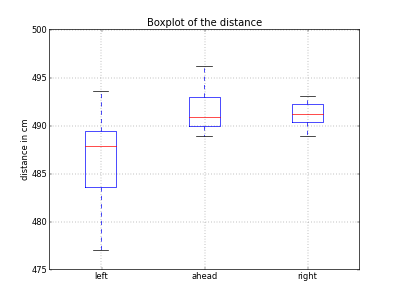 Boxplot of the distance
500
495
490
485
480
475
distance in cm
left
ahead
right